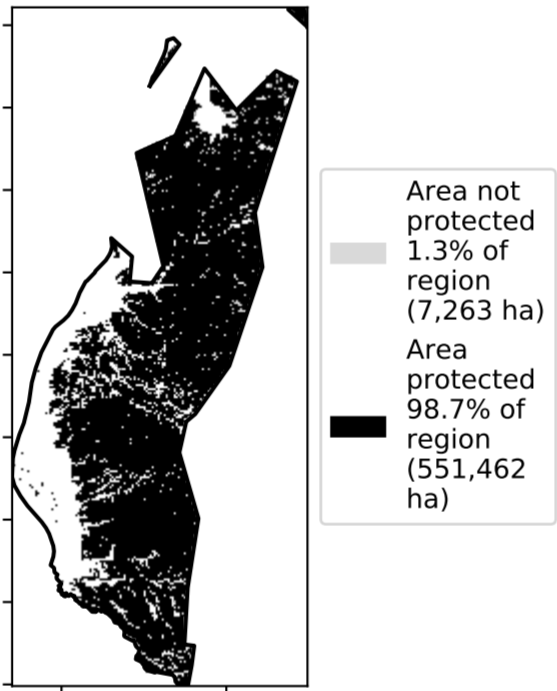 Area not
protected
1.3% of
region
(7,263 ha)
Area
protected
98.7% of
region
(551,462
ha)